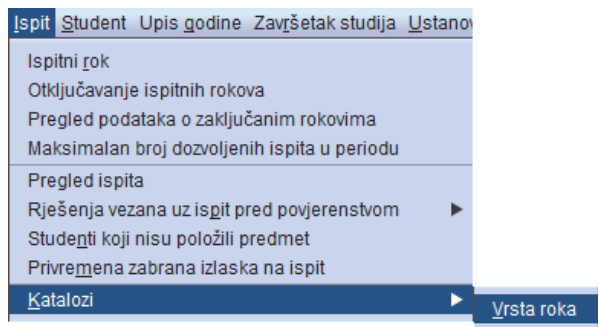 Ispit Student Upis godine Završetak studija Ustanov
Ispitni rok
Otključavanje ispitnih rokova
Pregled podataka o zaključanim rokovima
Maksimalan broj dozvoljenih ispita u periodu
Pregled ispita
Rješenja vezana uz ispit pred povjerenstvom
Studenti koji nisu položili predmet
Privremena zabrana izlaska na ispit
Katalozi
Vrsta roka